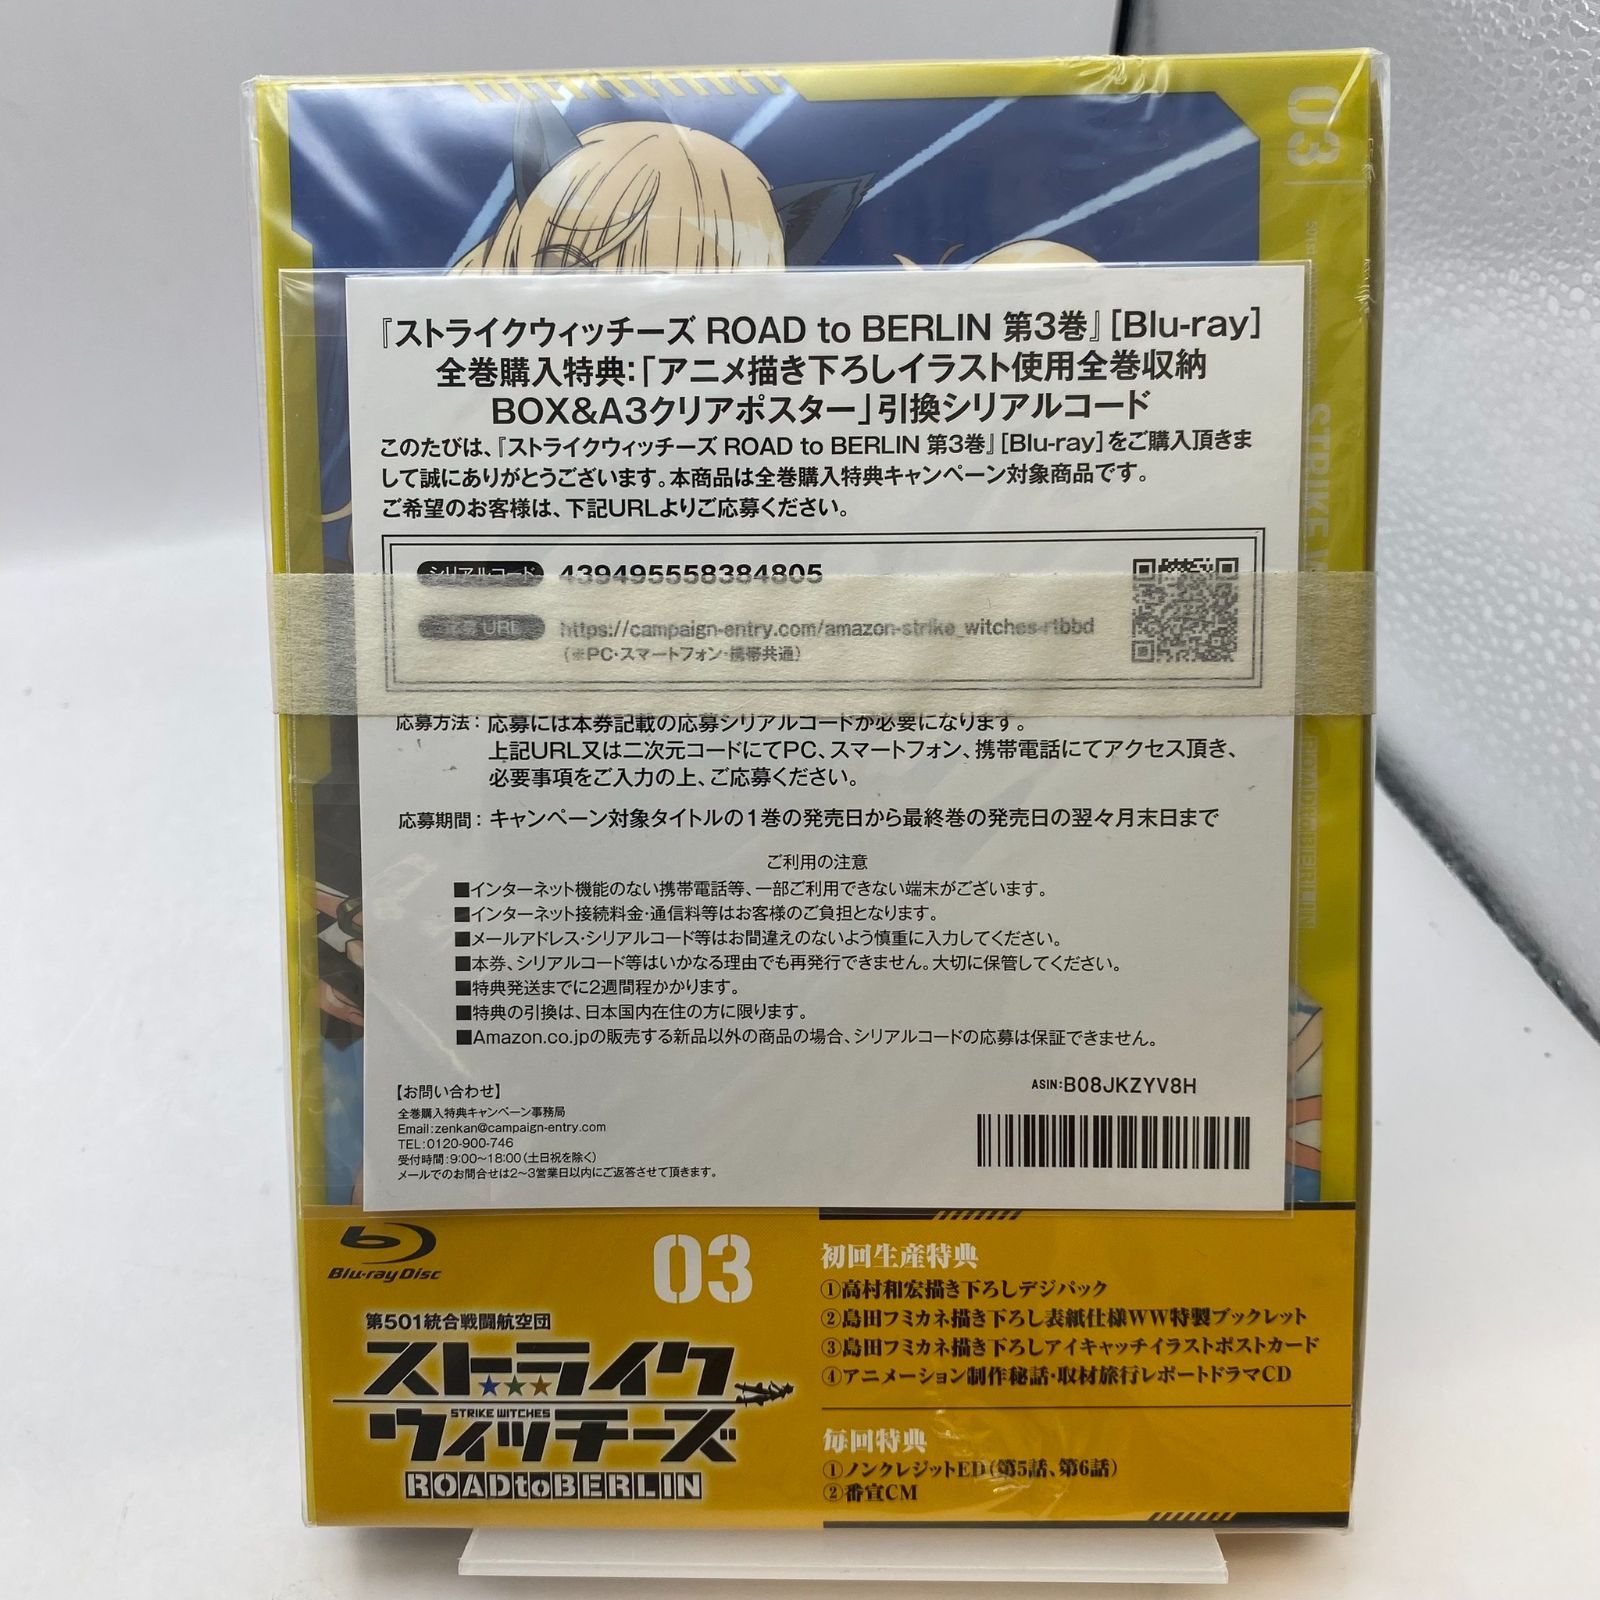 03
『ストライクウィッチーズ ROAD to BERLIN 第3巻』[Blu-ray]
全巻購入特典:「アニメ描き下ろしイラスト使用全巻収納
BOX&A3クリアポスター」引換シリアルコード
このたびは、『ストライクウィッチーズ ROAD to BERLIN 第3巻』[Blu-ray]をご購入頂きま
して誠にありがとうございます。本商品は全巻購入特典キャンペーン対象商品です。
ご希望のお客様は、下記URLよりご応募ください。
シリアルコード 439495558384805
応募URL https://campaign-entry.com/amazon-strike_witches-rtbbd
(※PC・スマートフォン・携帯共通)
応募方法:応募には本券記載の応募シリアルコードが必要になります。
上記URL又は二次元コードにてPC、スマートフォン、携帯電話にてアクセス頂き、
必要事項をご入力の上、ご応募ください。
応募期間:キャンペーン対象タイトルの1巻の発売日から最終巻の発売日の翌々月末日まで
ご利用の注意
■インターネット機能のない携帯電話等、一部ご利用できない端末がございます。
■インターネット接続料金・通信料等はお客様のご負担となります。
■メールアドレス・シリアルコード等はお間違えのないよう慎重に入力してください。
■本券、シリアルコード等はいかなる理由でも再発行できません。大切に保管してください。
■特典発送までに2週間程かかります。
■特典の引換は、日本国内在住の方に限ります。
■Amazon.co.jpの販売する新品以外の商品の場合、シリアルコードの応募は保証できません。
【お問い合わせ】
全巻購入特典キャンペーン事務局
Email:zenkan@campaign-entry.com
TEL:0120-900-746
受付時間:9:00~18:00(土日祝を除く)
メールでのお問合せは2~3営業日以内にご返答させて頂きます。
ASIN:B08JKZYV8H
STRIKE
ROAD to BERLIN
Blu-ray Disc
03
第501統合戦闘航空団
ストライク
STRIKE WITCHES
ウィッチーズ
ROAD to BERLIN
初回生産特典
①高村和宏描き下ろしデジパック
②島田フミカネ描き下ろし表紙仕様WW特製ブックレット
③島田フミカネ描き下ろしアイキャッチイラストポストカード
④アニメーション制作秘話・取材旅行レポートドラマCD
毎回特典
①ノンクレジットED(第5話、第6話)
②番宣CM